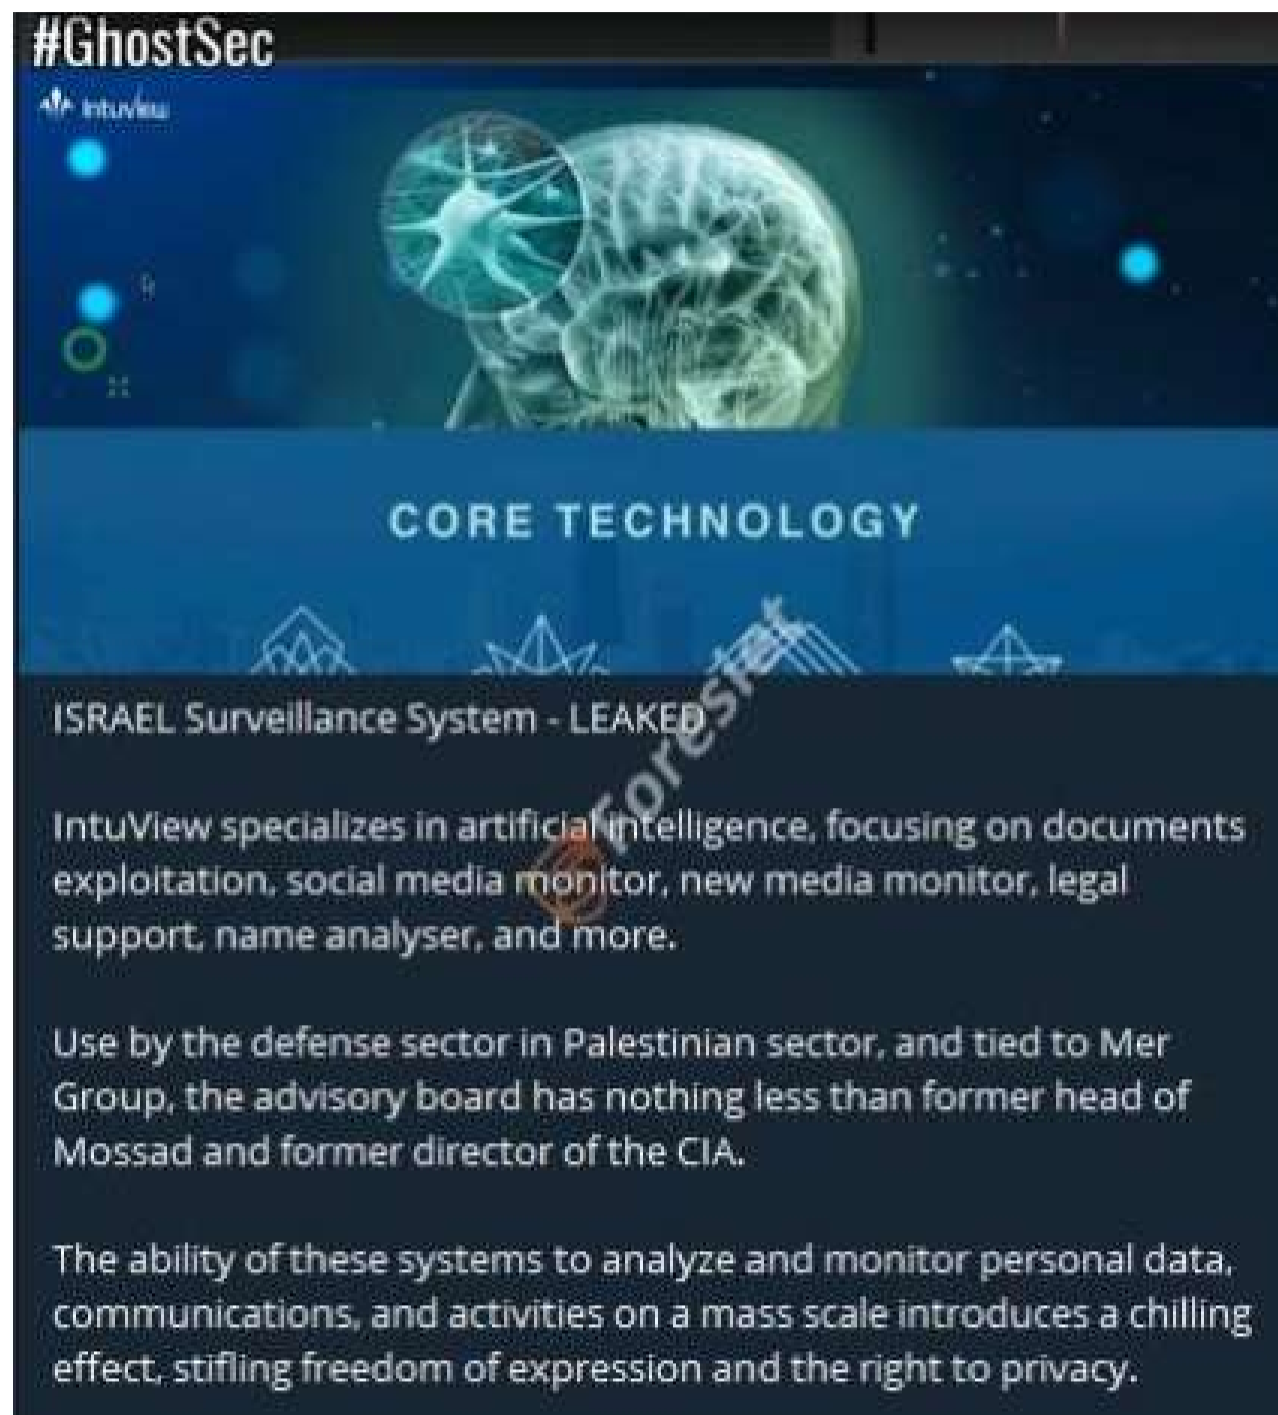 #GhostSec
IntuView
CORE TECHNOLOGY
Foresiet
ISRAEL Surveillance System - LEAKED
IntuView specializes in artificial intelligence, focusing on documents
exploitation, social media monitor, new media monitor, legal
support, name analyser, and more.
Use by the defense sector in Palestinian sector, and tied to Mer
Group, the advisory board has nothing less than former head of
Mossad and former director of the CIA.
The ability of these systems to analyze and monitor personal data,
communications, and activities on a mass scale introduces a chilling
effect, stifling freedom of expression and the right to privacy.